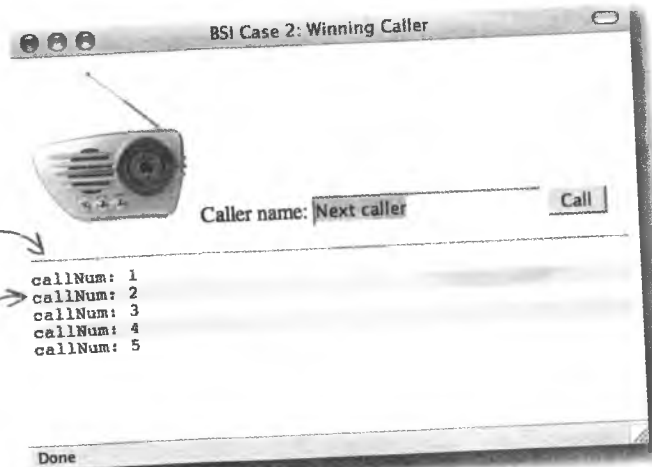 BSI Case 2: Winning Caller
Caller name: Next caller Call
callNum: 1
callNum: 2
callNum: 3
callNum: 4
callNum: 5
Done